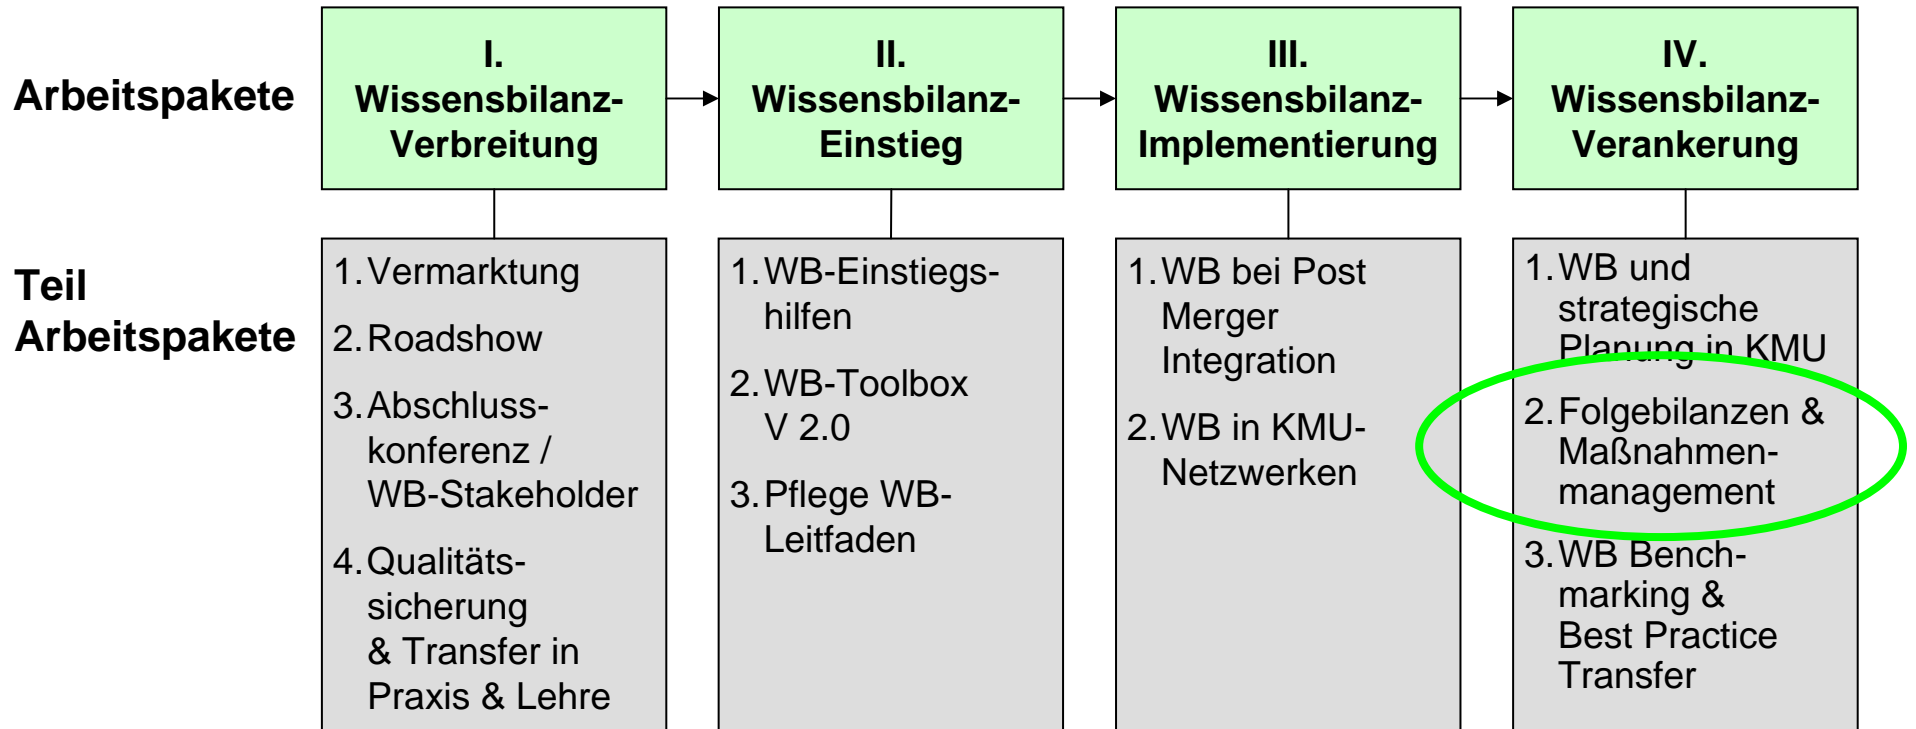 Arbeitspakete
I.
Wissensbilanz-
Verbreitung
II.
Wissensbilanz-
Einstieg
III.
Wissensbilanz-
Implementierung
IV.
Wissensbilanz-
Verankerung
Teil
Arbeitspakete
1. Vermarktung
2. Roadshow
3. Abschluss-
konferenz /
WB-Stakeholder
4. Qualitäts-
sicherung
& Transfer in
Praxis & Lehre
1. WB-Einstiegs-
hilfen
2. WB-Toolbox
V 2.0
3. Pflege WB-
Leitfaden
1. WB bei Post
Merger
Integration
2. WB in KMU-
Netzwerken
1. WB und
strategische
Planung in KMU
2. Folgebilanzen &
Maßnahmen-
management
3. WB Bench-
marking &
Best Practice
Transfer